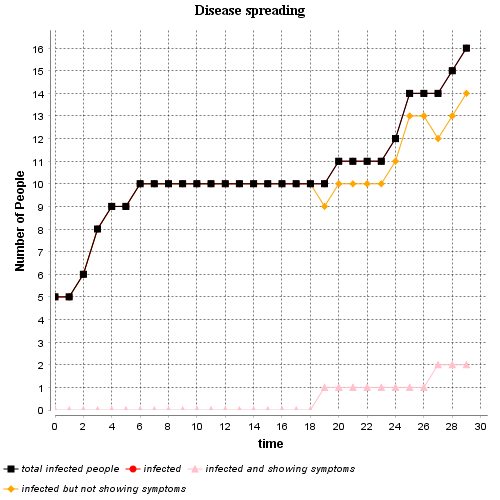 Disease spreading
Number of People
16
15
14
13
12
11
10
9
8
7
6
5
4
3
2
1
0
0 2 4 6 8 10 12 14 16 18 20 22 24 26 28 30
time
total infected people infected infected and showing symptoms
infected but not showing symptoms